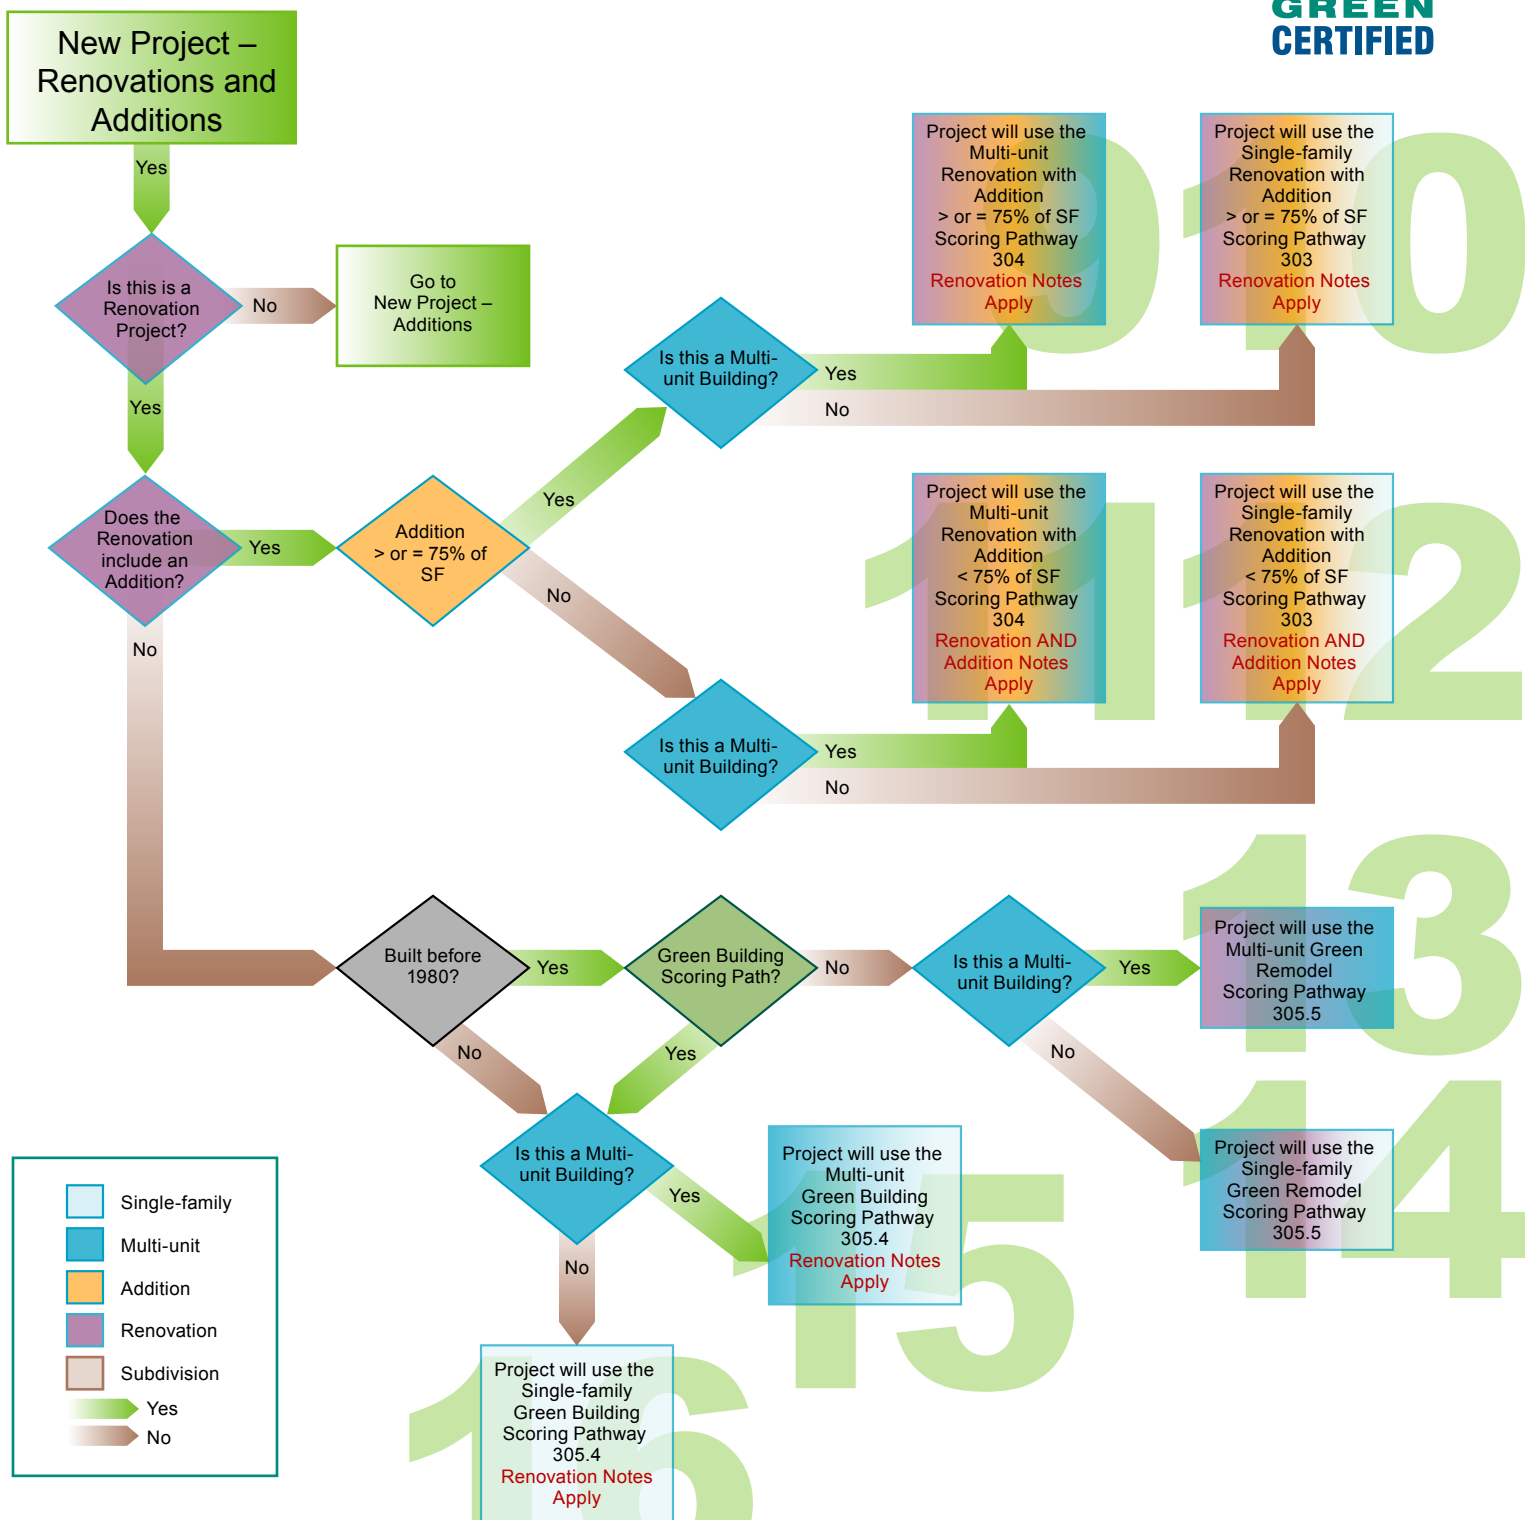 GREEN
CERTIFIED
New Project –
Renovations and
Additions
Yes
Is this is a
Renovation
Project?
No
Go to
New Project –
Additions
Yes
Does the
Renovation
include an
Addition?
Yes
No
Addition
> or = 75% of
SF
Yes
No
Is this a Multi-
unit Building?
Yes
No
Project will use the
Multi-unit
Renovation with
Addition
> or = 75% of SF
Scoring Pathway
304
Renovation Notes
Apply
9
Project will use the
Single-family
Renovation with
Addition
> or = 75% of SF
Scoring Pathway
303
Renovation Notes
Apply
10
Is this a Multi-
unit Building?
Yes
No
Project will use the
Multi-unit
Renovation with
Addition
< 75% of SF
Scoring Pathway
304
Renovation AND
Addition Notes
Apply
11
Project will use the
Single-family
Renovation with
Addition
< 75% of SF
Scoring Pathway
303
Renovation AND
Addition Notes
Apply
12
Built before
1980?
Yes
No
Green Building
Scoring Path?
No
Yes
Is this a Multi-
unit Building?
Yes
No
Project will use the
Multi-unit Green
Remodel
Scoring Pathway
305.5
13
Project will use the
Single-family
Green Remodel
Scoring Pathway
305.5
14
Is this a Multi-
unit Building?
Yes
No
Project will use the
Multi-unit
Green Building
Scoring Pathway
305.4
Renovation Notes
Apply
15
Project will use the
Single-family
Green Building
Scoring Pathway
305.4
Renovation Notes
Apply
16
Single-family
Multi-unit
Addition
Renovation
Subdivision
Yes
No